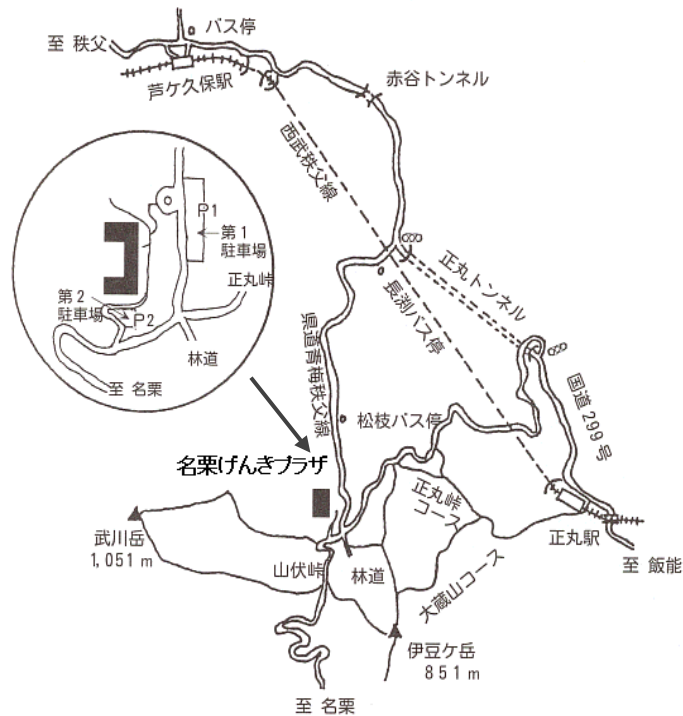 バス停
至 秩父
芦ケ久保駅
赤谷トンネル
西武秩父線
P1
第1
駐車場
正丸峠
第2
駐車場
P2
林道
至 名栗
正丸トンネル
長渕バス停
県道青梅秩父線
国道299号
松枝バス停
名栗げんきプラザ
正丸峠
コース
武川岳
1,051m
正丸駅
至 飯能
山伏峠
林道
大蔵山コース
伊豆ケ岳
851m
至 名栗